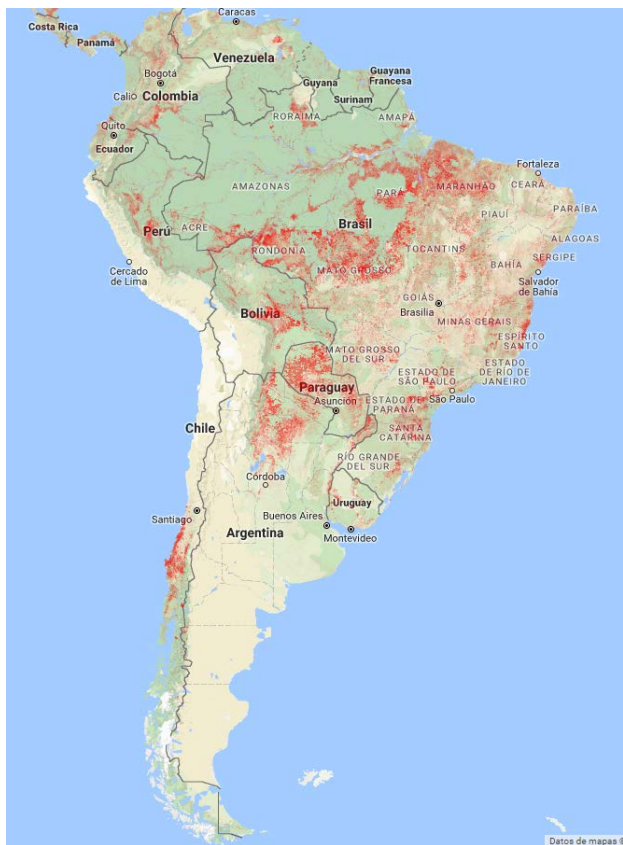 Costa Rica
Panamá
Caracas
Venezuela
Bogotá
Colombia
Cali
Guyana
Surinam
Guayana
Francesa
RORAIMA
AMAPÁ
Quito
Ecuador
AMAZONAS
PARÁ
MARANHÃO
Fortaleza
CEARÁ
PARAÍBA
PIAUÍ
ALAGOAS
SERGIPE
Perú
ACRE
Brasil
RONDONIA
TOCANTINS
MATO GROSSO
BAHÍA
Salvador
de Bahía
Cercado
de Lima
GOIÁS
Brasilia
Bolivia
MINAS GERAIS
ESPÍRITO
SANTO
MATO GROSSO
DEL SUR
ESTADO
DE RÍO DE
JANEIRO
ESTADO DE
SÃO PAULO
São Paulo
Paraguay
Asunción
ESTADO DE
PARANÁ
SANTA
CATARINA
Chile
RÍO GRANDE
DEL SUR
Córdoba
Uruguay
Santiago
Buenos Aires
Montevideo
Argentina
Datos de mapas ©